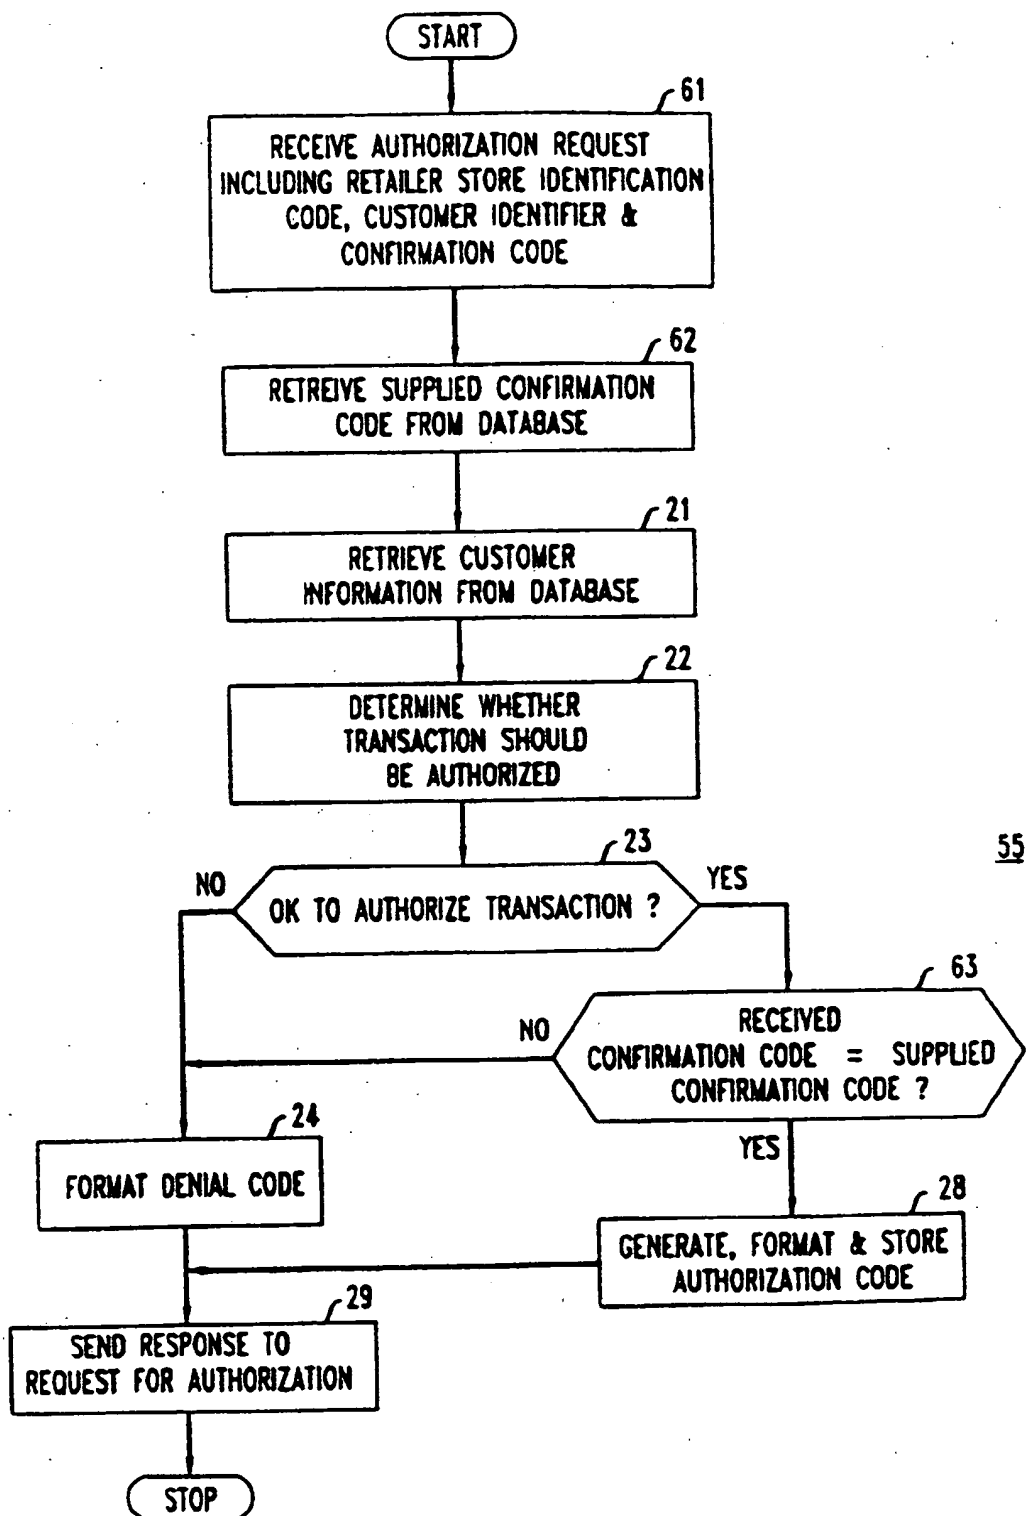 START
61
RECEIVE AUTHORIZATION REQUEST
INCLUDING RETAILER STORE IDENTIFICATION
CODE, CUSTOMER IDENTIFIER &
CONFIRMATION CODE
62
RETREIVE SUPPLIED CONFIRMATION
CODE FROM DATABASE
21
RETRIEVE CUSTOMER
INFORMATION FROM DATABASE
22
DETERMINE WHETHER
TRANSACTION SHOULD
BE AUTHORIZED
55
23
NO
YES
OK TO AUTHORIZE TRANSACTION ?
63
NO
RECEIVED
CONFIRMATION CODE = SUPPLIED
CONFIRMATION CODE ?
YES
24
FORMAT DENIAL CODE
28
GENERATE, FORMAT & STORE
AUTHORIZATION CODE
29
SEND RESPONSE TO
REQUEST FOR AUTHORIZATION
STOP